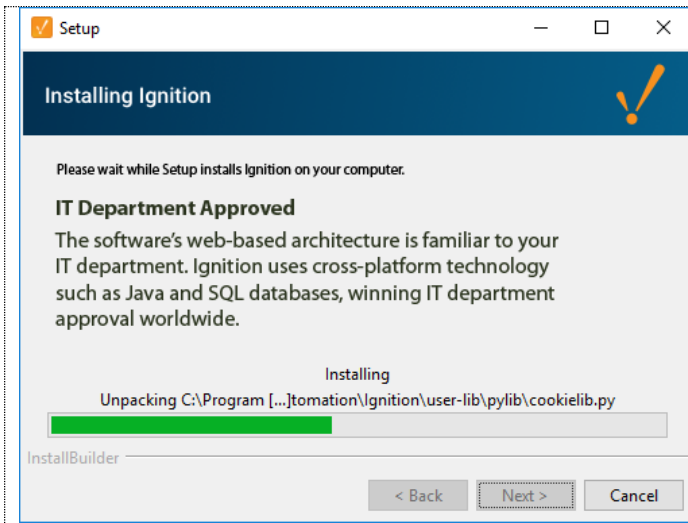 Setup
Installing Ignition
Please wait while Setup installs Ignition on your computer.
IT Department Approved
The software's web-based architecture is familiar to your
IT department. Ignition uses cross-platform technology
such as Java and SQL databases, winning IT department
approval worldwide.
Installing
Unpacking C:\Program [...]tomation\Ignition\user-lib\pylib\cookielib.py
InstallBuilder
< Back Next > Cancel